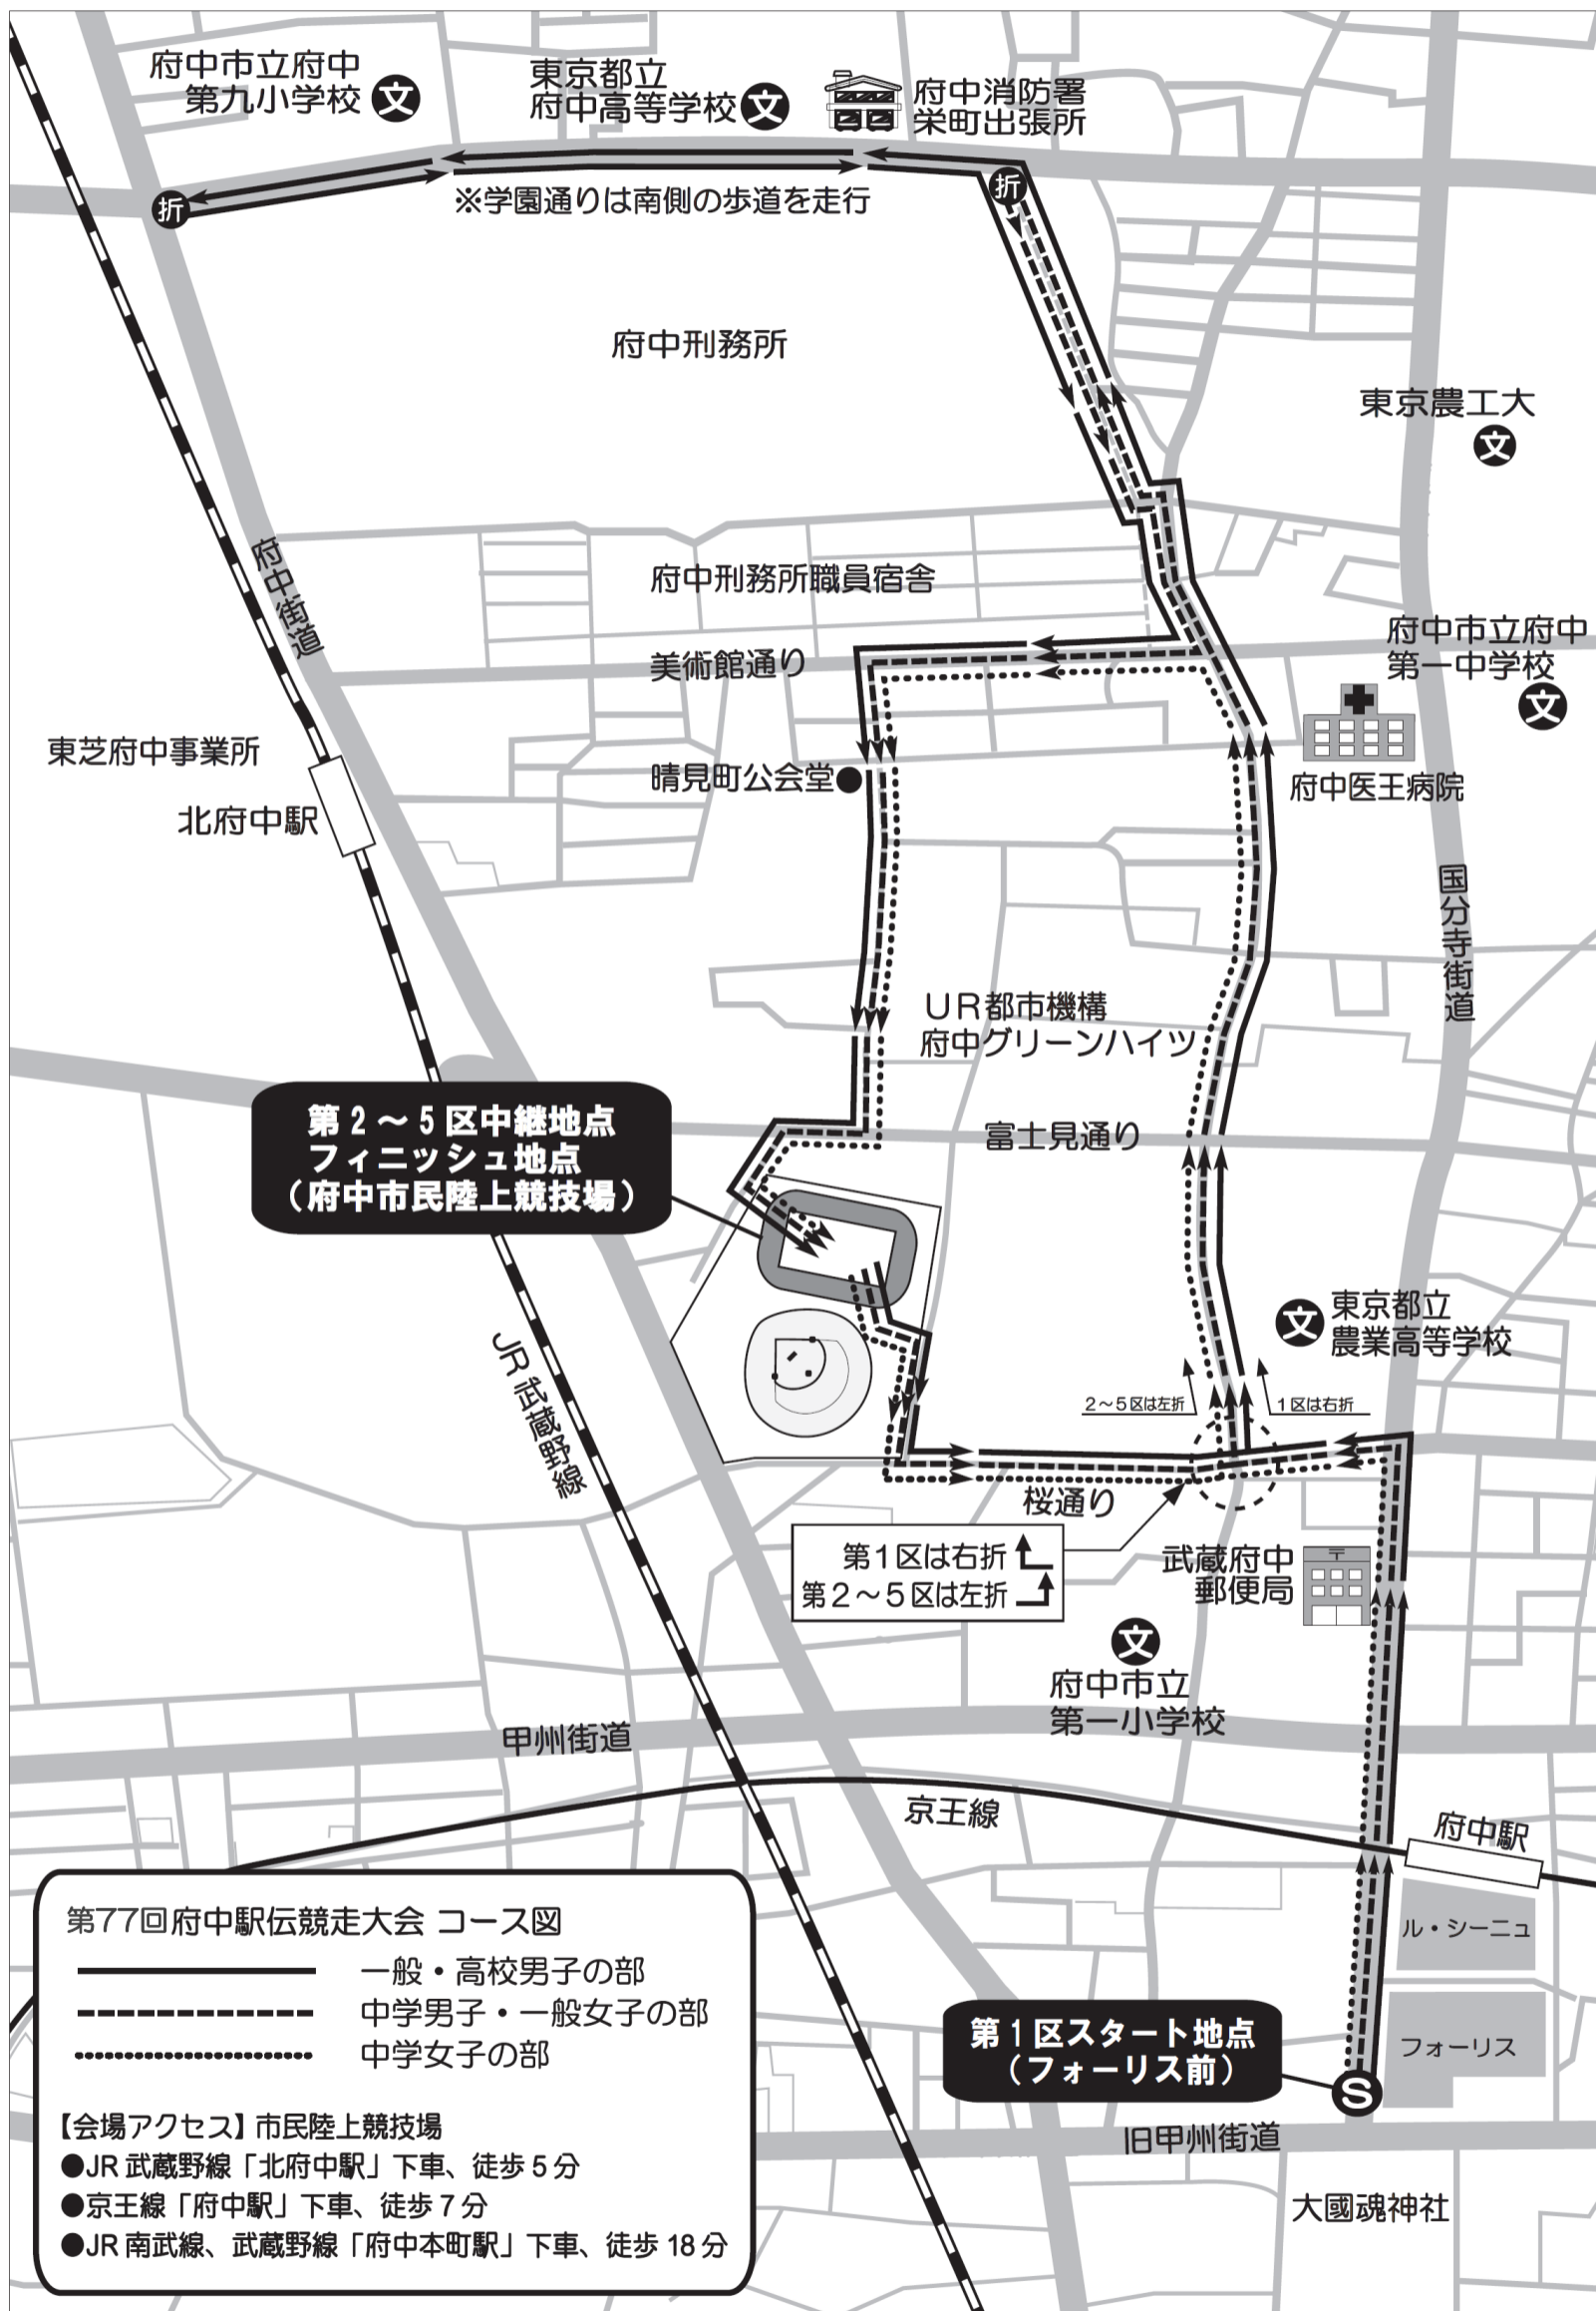 府中市立府中
第九小学校
文
東京都立
府中高等学校
文
府中消防署
栄町出張所
折
※学園通りは南側の歩道を走行
折
府中刑務所
東京農工大
文
府中街道
府中刑務所職員宿舎
府中市立府中
第一中学校
文
美術館通り
東芝府中事業所
北府中駅
晴見町公会堂
府中医王病院
国分寺街道
UR都市機構
府中グリーンハイツ
第2～5区中継地点
フィニッシュ地点
（府中市民陸上競技場）
富士見通り
文
東京都立
農業高等学校
JR武蔵野線
2～5区は左折
1区は右折
桜通り
第1区は右折
第2～5区は左折
武蔵府中
郵便局
〒
文
府中市立
第一小学校
甲州街道
京王線
府中駅
ル・シーニュ
フォーリス
第1区スタート地点
（フォーリス前）
S
旧甲州街道
大國魂神社
第77回府中駅伝競走大会 コース図
一般・高校男子の部
中学男子・一般女子の部
中学女子の部
【会場アクセス】市民陸上競技場
●JR武蔵野線「北府中駅」下車、徒歩5分
●京王線「府中駅」下車、徒歩7分
●JR南武線、武蔵野線「府中本町駅」下車、徒歩18分